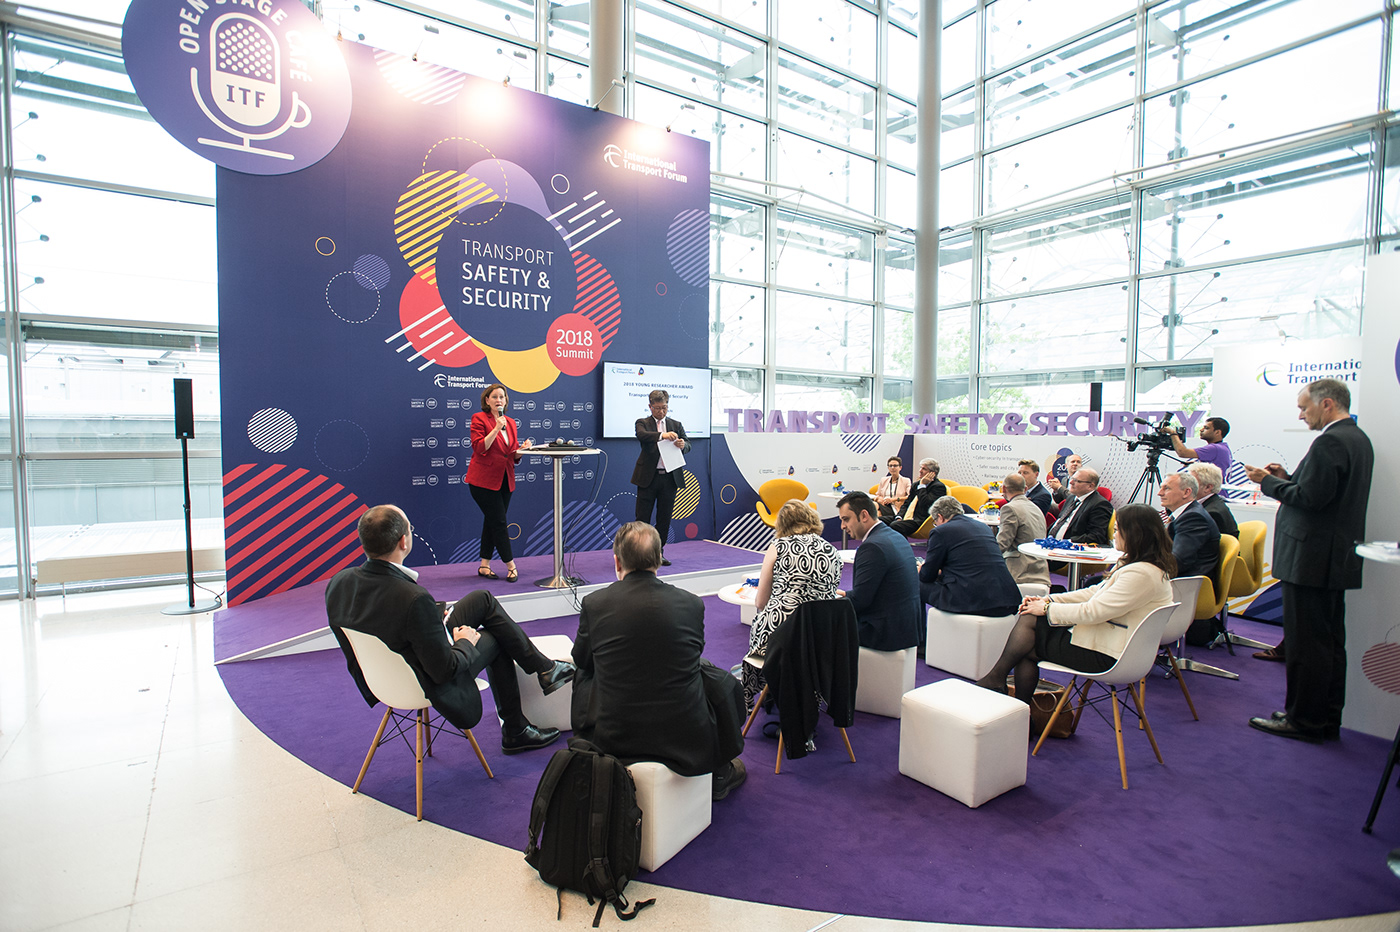 OPEN STAGE CAFÉ
ITF
International
Transport Forum
TRANSPORT
SAFETY &
SECURITY
2018
Summit
International
Transport Forum
2018 YOUNG RESEARCHER AWARD
TRANSPORT SAFETY & SECURITY
Core topics
International
Transport